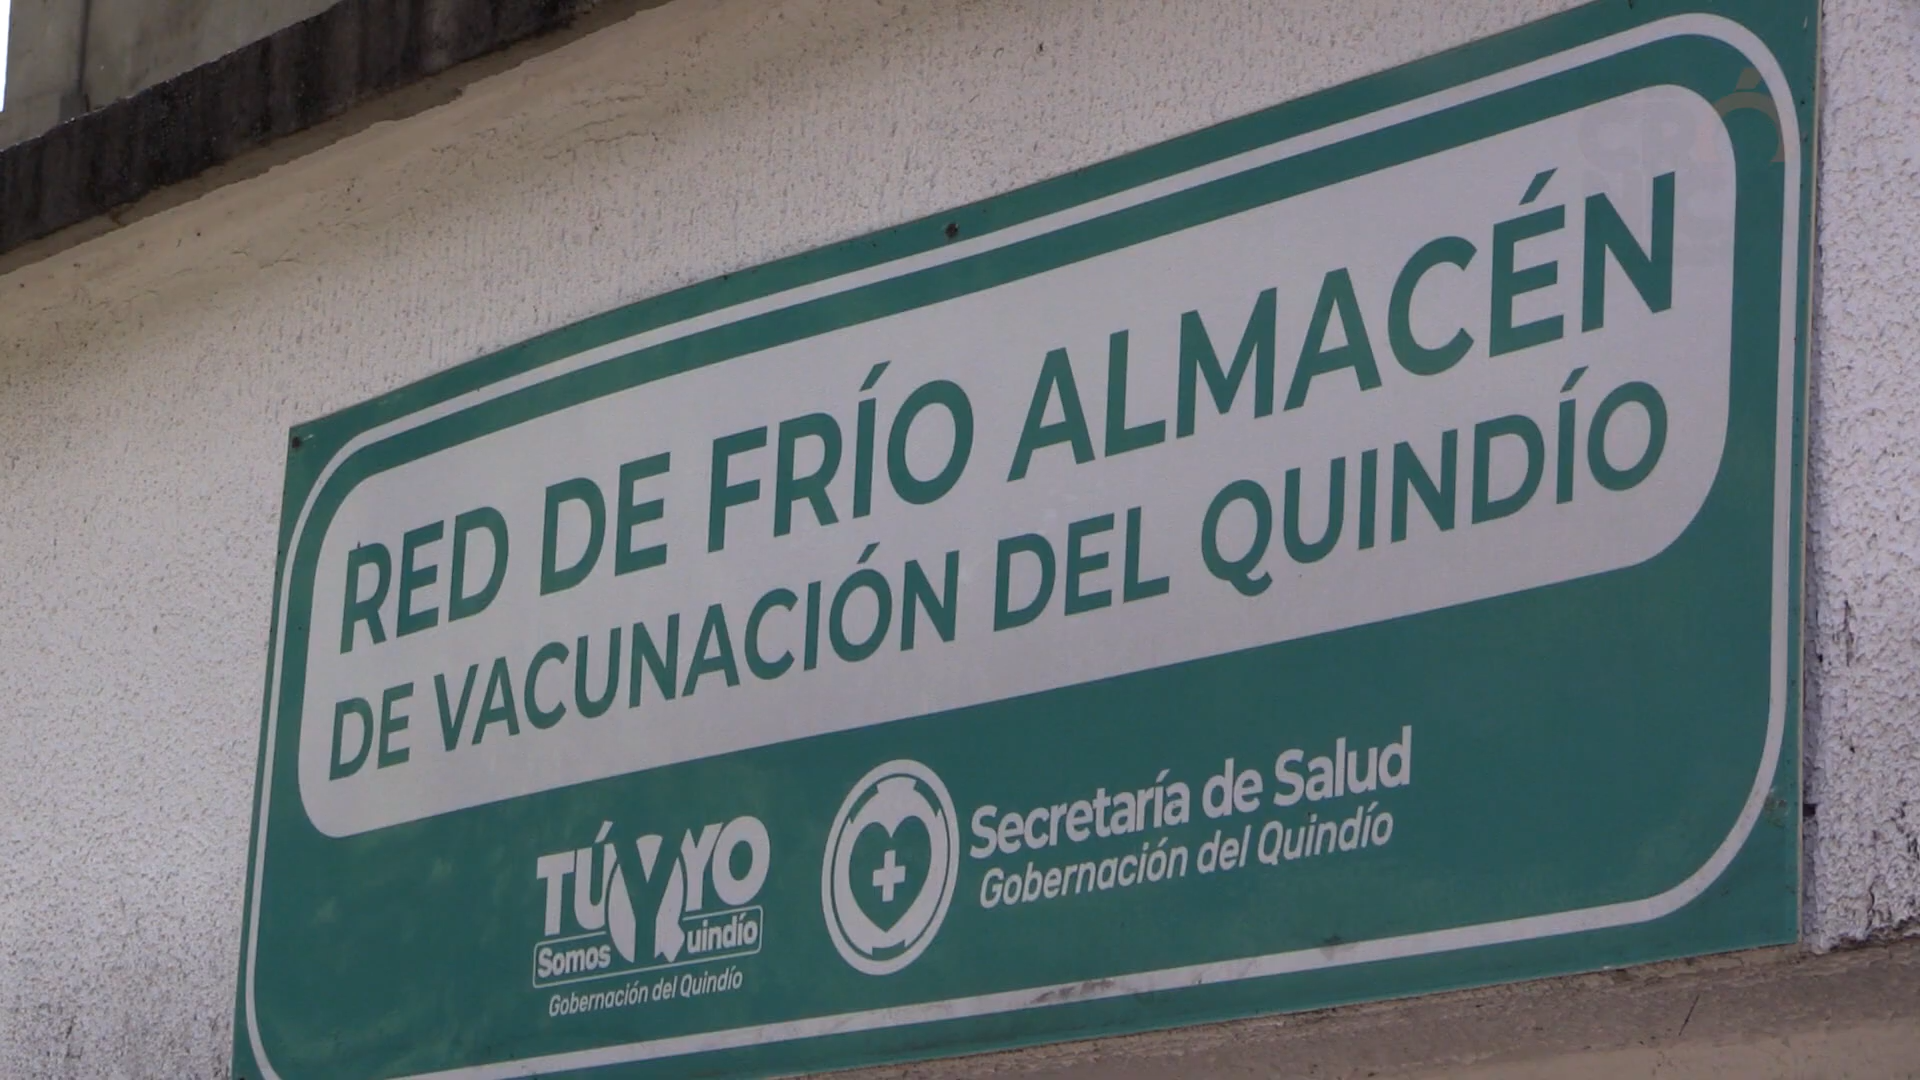 RED DE FRÍO ALMACÉN
DE VACUNACIÓN DEL QUINDÍO
TÚ Y YO
Somos Quindío
Gobernación del Quindío
Secretaría de Salud
Gobernación del Quindío